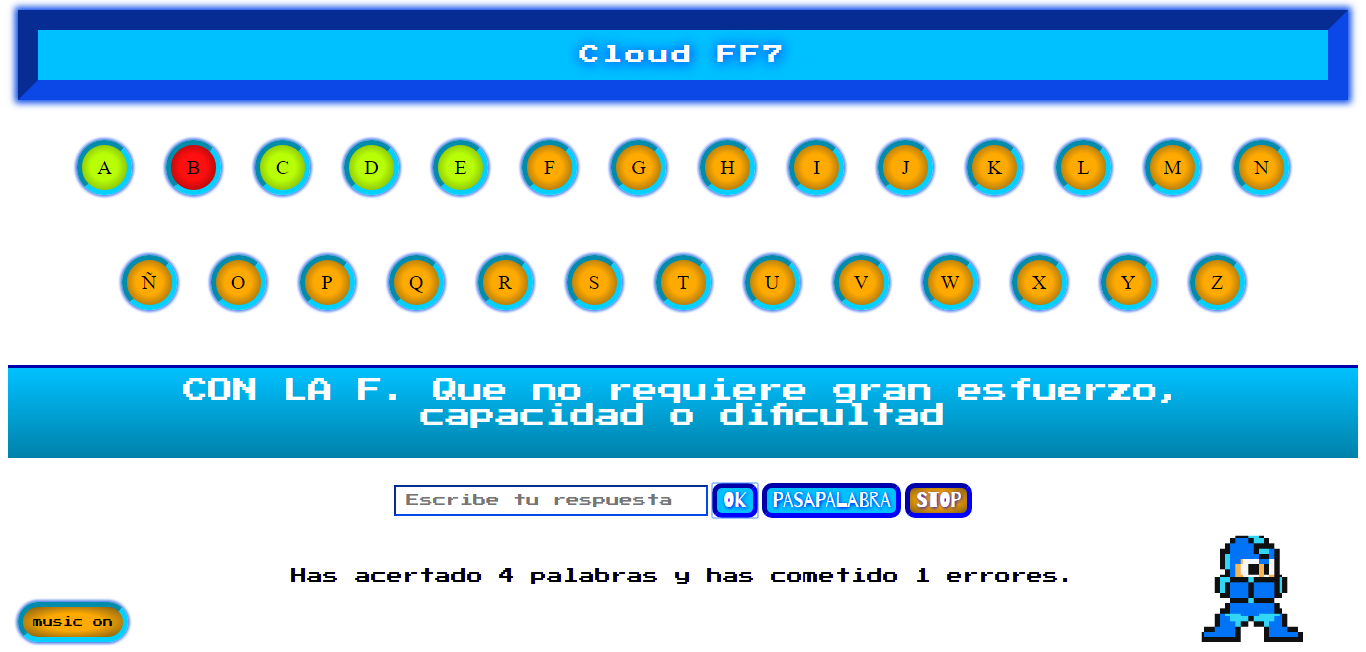 Cloud FF7
A B C D E F G H I J K L M N
Ñ O P Q R S T U V W X Y Z
CON LA F. Que no requiere gran esfuerzo,
capacidad o dificultad
Escribe tu respuesta OK PASAPALABRA STOP
Has acertado 4 palabras y has cometido 1 errores.
music on